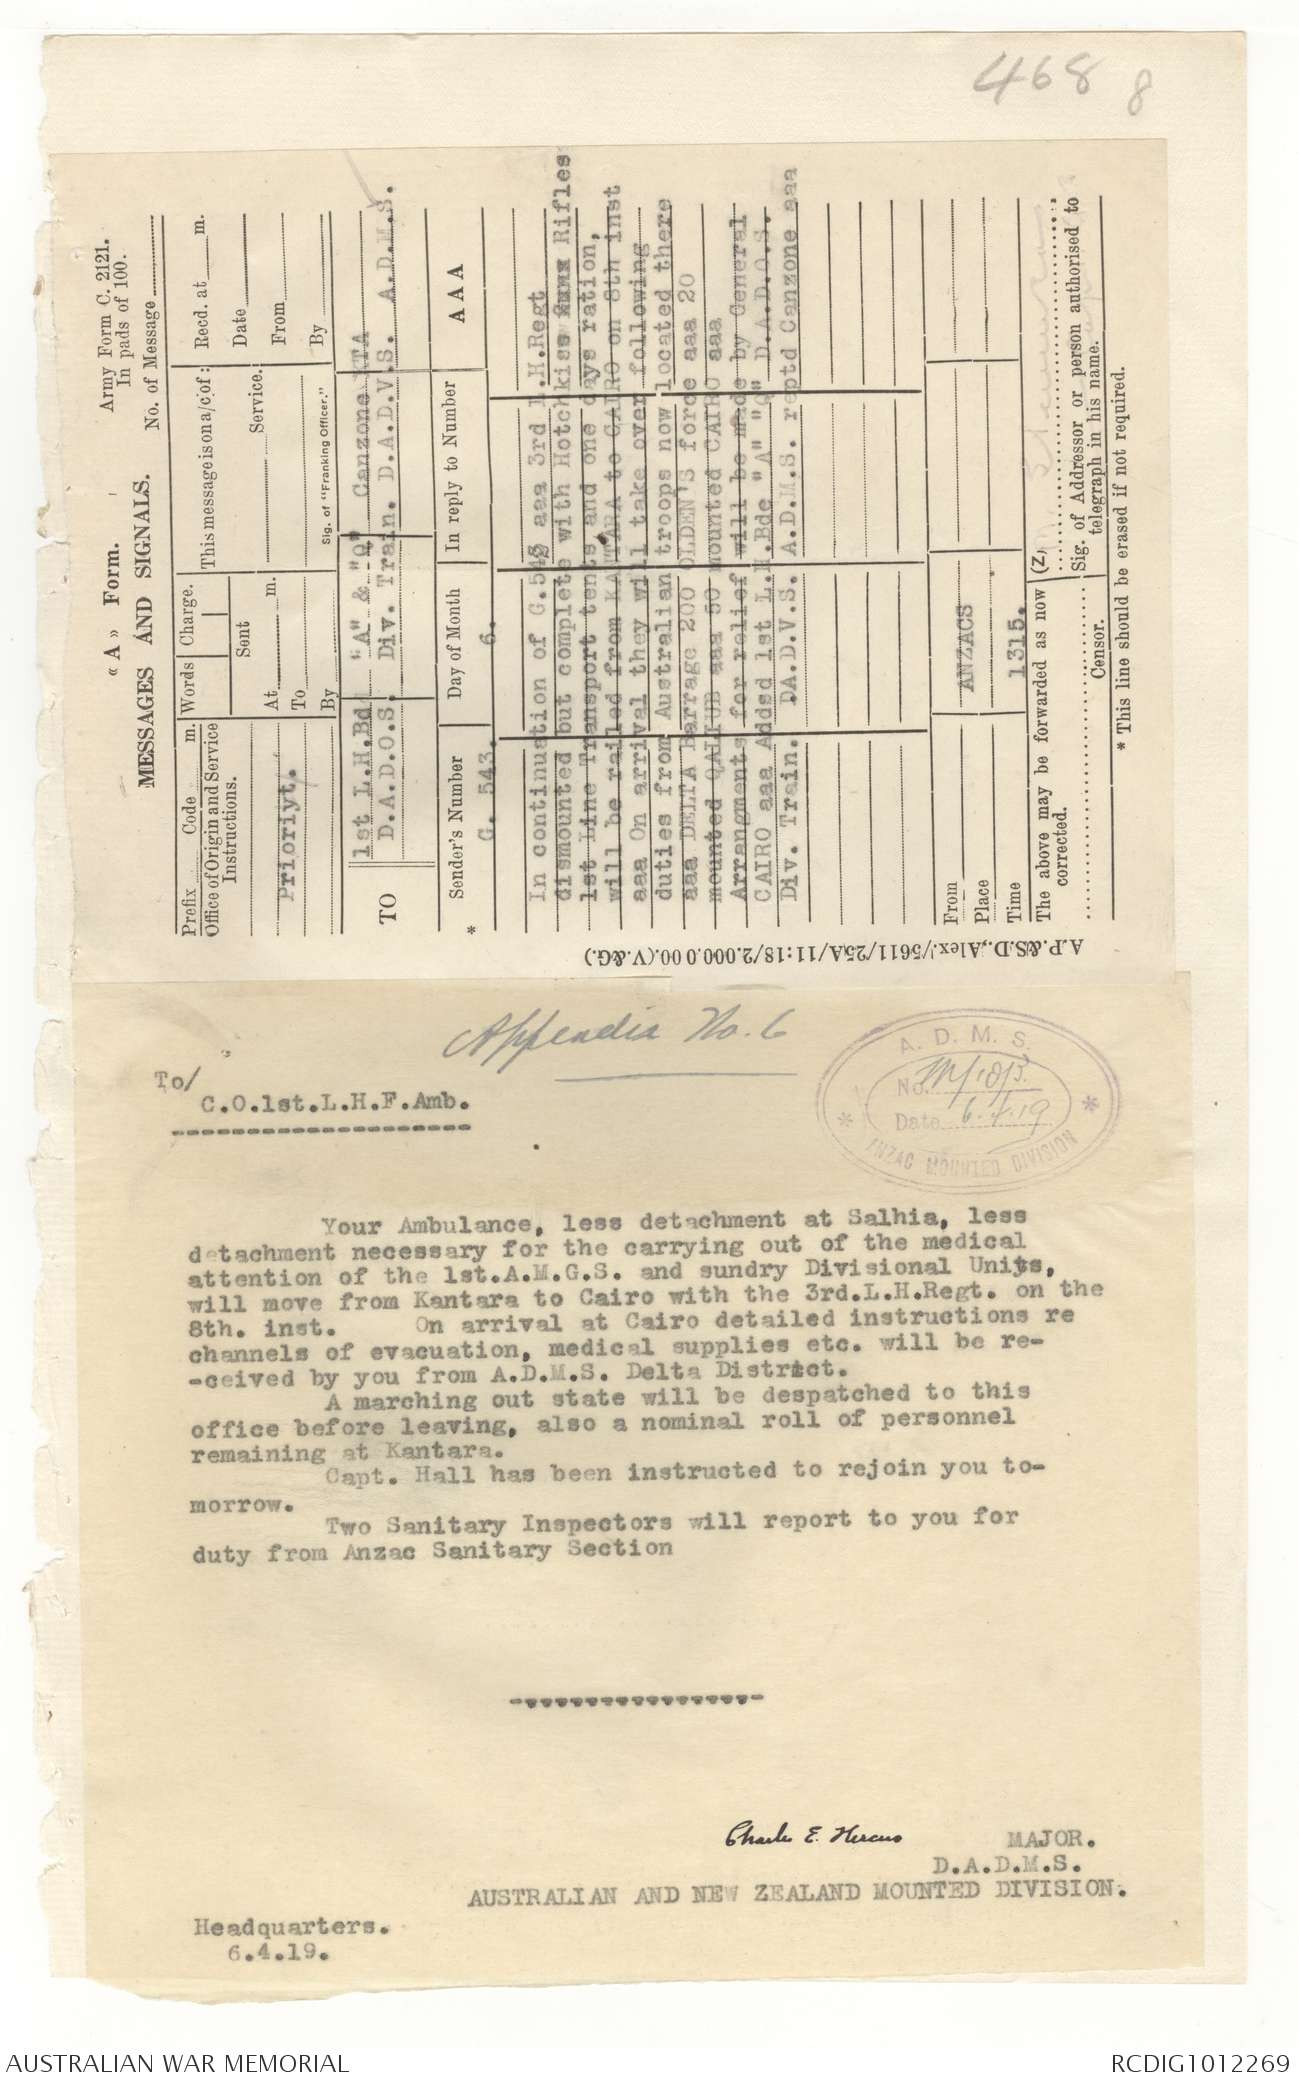 468 8
« A » Form.
Army Form C. 2121.
In pads of 100.
MESSAGES AND SIGNALS.
No. of Message
Prefix Code m.
Office of Origin and Service
Instructions.
Prioriyt.
Words Charge.
Sent
At m.
To
By
This message is on a/c of :
Service.
Sig. of "Franking Officer."
Recd. at m.
Date
From
By
TO
1st L.H.Bd "A" & "Q" Canzone XTA
D.A.D.O.S. Div. Train. D.A.D.V.S. A.D.M.S.
* Sender's Number Day of Month In reply to Number AAA
G. 543. 6.
In continuation of G.542 aaa 3rd L.H.Regt
dismounted but complete with Hotchkiss Rifles
1st Line Transport tents and one days ration,
will be railed from KANTARA to CAIRO on 8th inst
aaa On arrival they will take over following
duties from Australian troops now located there
aaa DELTA Barrage 200 OLDEN'S force aaa 20
mounted QALIUB aaa 50 mounted CAIRO aaa
Arrangments for relief will be made by General
CAIRO aaa Addsd 1st L.H.Bde "A" "Q" D.A.D.O.S.
Div. Train. DA.D.V.S. A.D.M.S. reptd Canzone aaa
From
Place ANZACS
Time 1315.
The above may be forwarded as now corrected.
(Z)
Censor.
Sig. of Addressor or person authorised to telegraph in his name.
* This line should be erased if not required.
A.P.&S.D., Alex./5611/25A/11:18/2.000.000.(V.&G.)
Appendix No. 6
A. D. M. S.
No.
Date 6.4.19
ANZAC MOUNTED DIVISION
To/
C.O.1st.L.H.F.Amb.
Your Ambulance, less detachment at Salhia, less
detachment necessary for the carrying out of the medical
attention of the 1st.A.M.G.S. and sundry Divisional Units,
will move from Kantara to Cairo with the 3rd.L.H.Regt. on the
8th. inst. On arrival at Cairo detailed instructions re
channels of evacuation, medical supplies etc. will be re-
-ceived by you from A.D.M.S. Delta District.
A marching out state will be despatched to this
office before leaving, also a nominal roll of personnel
remaining at Kantara.
Capt. Hall has been instructed to rejoin you to-
morrow.
Two Sanitary Inspectors will report to you for
duty from Anzac Sanitary Section
Charles E. Hercus MAJOR.
D.A.D.M.S.
AUSTRALIAN AND NEW ZEALAND MOUNTED DIVISION.
Headquarters.
6.4.19.
AUSTRALIAN WAR MEMORIAL
RCDIG1012269